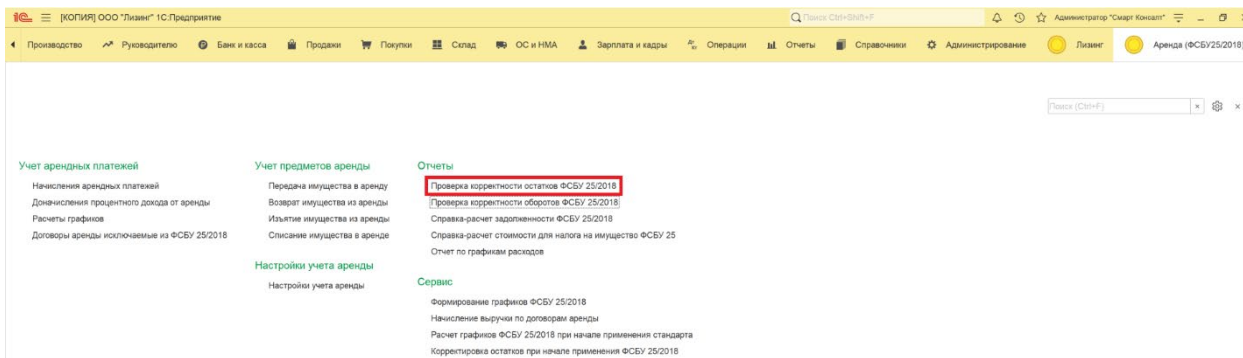 1С [КОПИЯ] ООО "Лизинг" 1С:Предприятие Поиск Ctrl+Shift+F Администратор "Смарт Консалт"
Производство Руководителю Банк и касса Продажи Покупки Склад ОС и НМА Зарплата и кадры Операции Отчеты Справочники Администрирование Лизинг Аренда (ФСБУ25/2018)
Поиск (Ctrl+F)
Учет арендных платежей
Начисления арендных платежей
Доначисления процентного дохода от аренды
Расчеты графиков
Договоры аренды исключаемые из ФСБУ 25/2018
Учет предметов аренды
Передача имущества в аренду
Возврат имущества из аренды
Изъятие имущества из аренды
Списание имущества в аренде
Настройки учета аренды
Настройки учета аренды
Отчеты
Проверка корректности остатков ФСБУ 25/2018
Проверка корректности оборотов ФСБУ 25/2018
Справка-расчет задолженности ФСБУ 25/2018
Справка-расчет стоимости для налога на имущество ФСБУ 25
Отчет по графикам расходов
Сервис
Формирование графиков ФСБУ 25/2018
Начисление выручки по договорам аренды
Расчет графиков ФСБУ 25/2018 при начале применения стандарта
Корректировка остатков при начале применения ФСБУ 25/2018